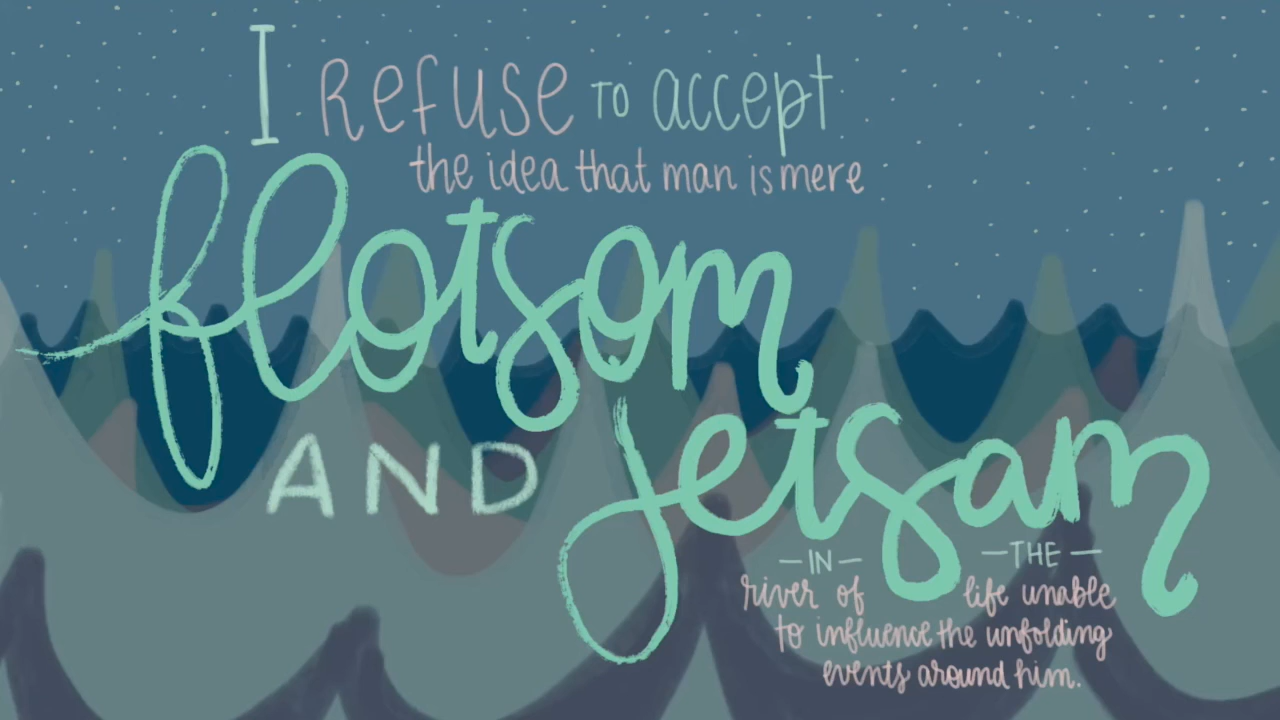 I Refuse to accept
the idea that man is mere
flotsom
AND jetsam
-IN- -THE-
river of life unable
to influence the unfolding
events around him.